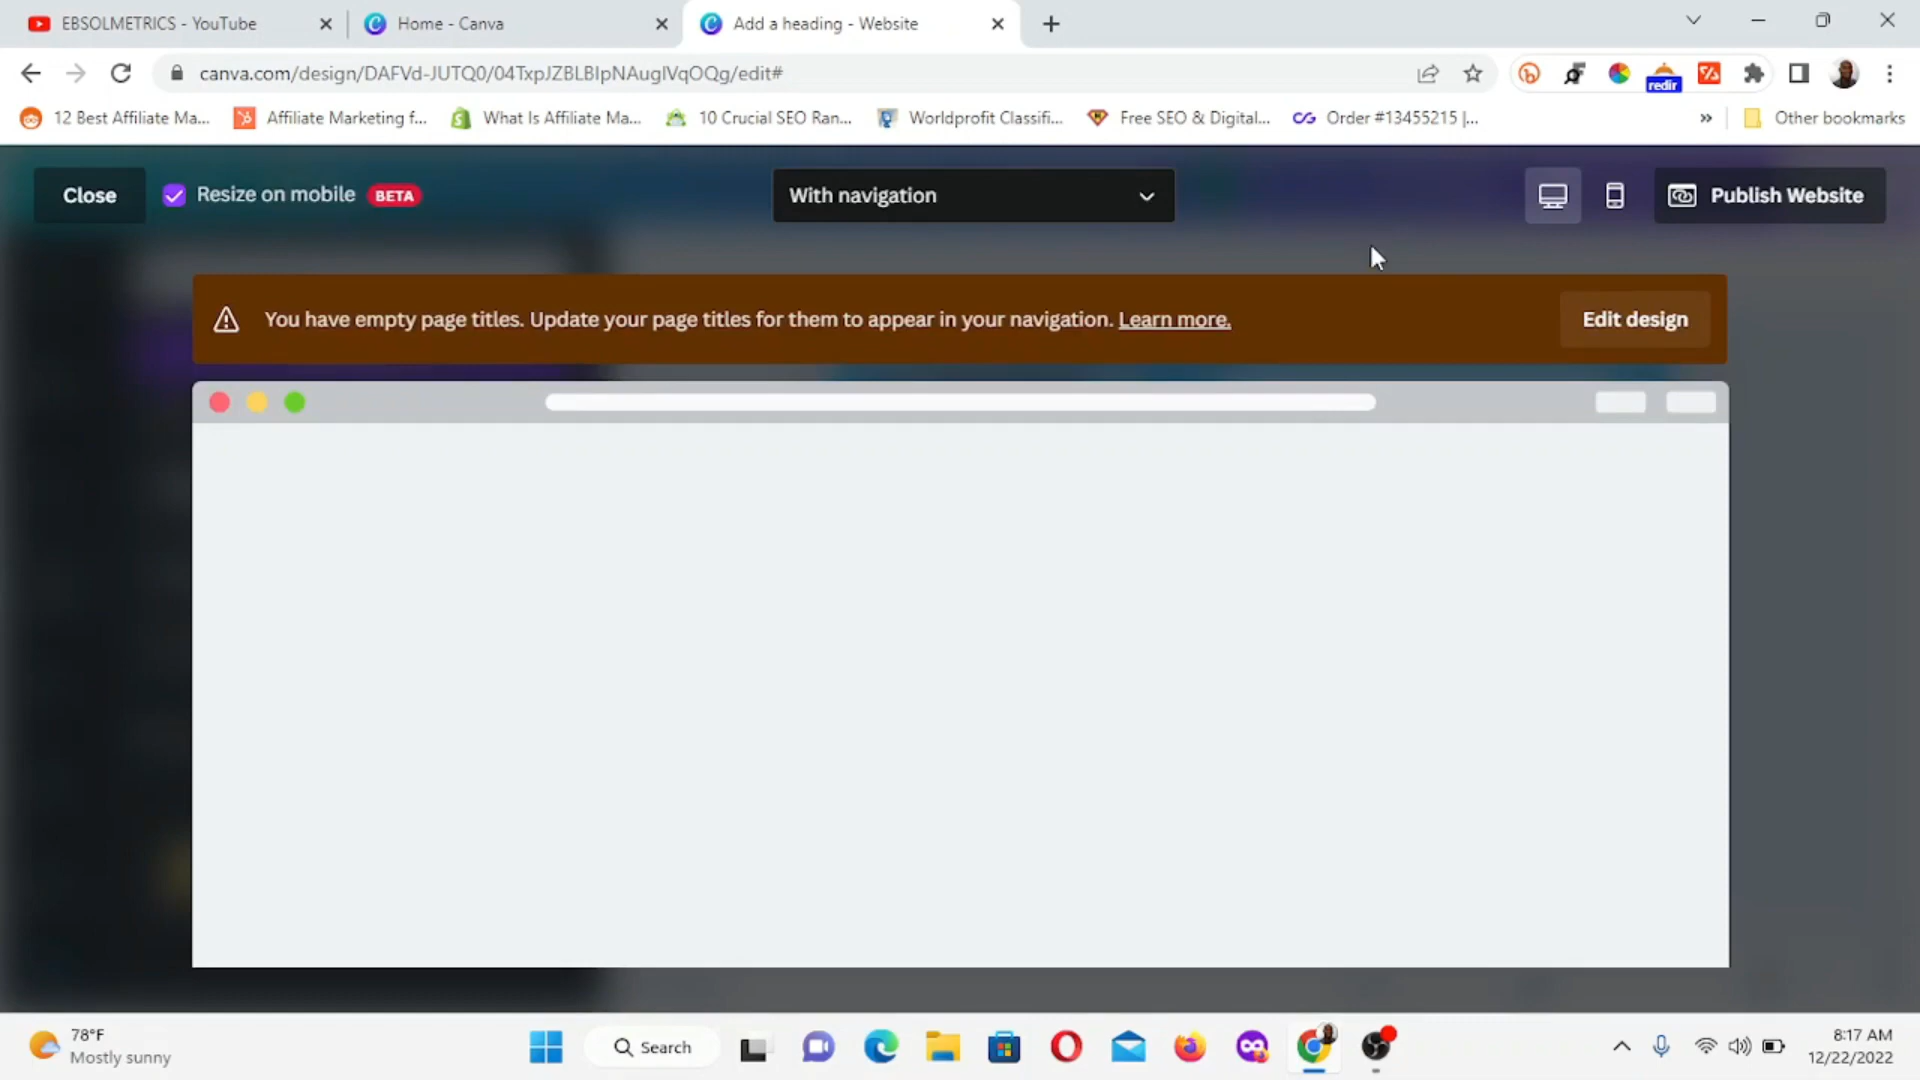 EBSOLMETRICS - YouTube
Home - Canva
Add a heading - Website
canva.com/design/DAFVd-JUTQ0/04TxpJZBLBIpNAuglVqOQg/edit#
redir
12 Best Affiliate Ma...
Affiliate Marketing f...
What Is Affiliate Ma...
10 Crucial SEO Ran...
Worldprofit Classifi...
Free SEO & Digital...
Order #13455215 |...
Other bookmarks
Close
Resize on mobile BETA
With navigation
Publish Website
You have empty page titles. Update your page titles for them to appear in your navigation. Learn more.
Edit design
78°F
Mostly sunny
Search
8:17 AM
12/22/2022